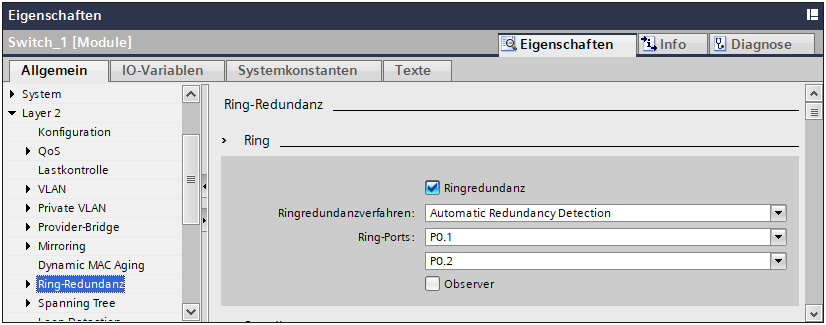 Eigenschaften
Switch_1 [Module]
Eigenschaften
Info
Diagnose
Allgemein
IO-Variablen
Systemkonstanten
Texte
System
Layer 2
Konfiguration
QoS
Lastkontrolle
VLAN
Private VLAN
Provider-Bridge
Mirroring
Dynamic MAC Aging
Ring-Redundanz
Spanning Tree
Loop Detection
Ring-Redundanz
Ring
Ringredundanz
Ringredundanzverfahren: Automatic Redundancy Detection
Ring-Ports: P0.1
P0.2
Observer